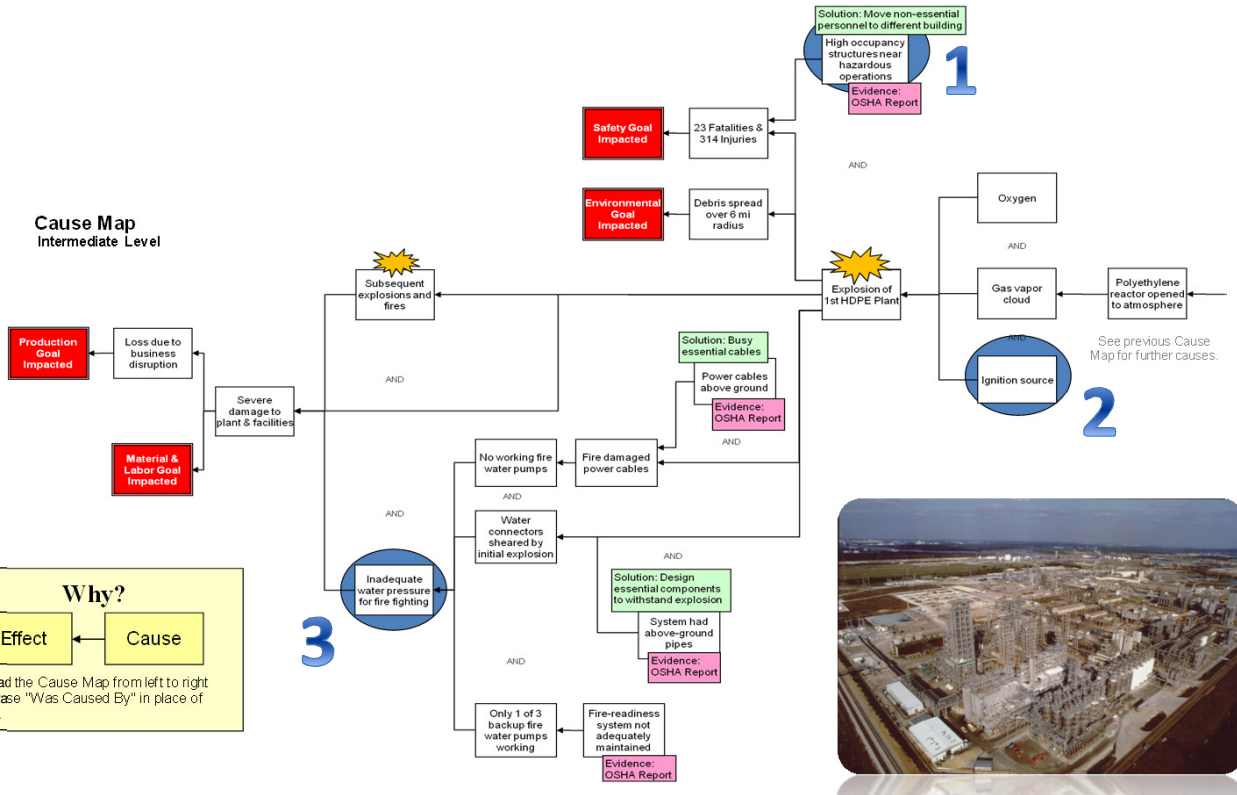 Cause Map
Intermediate Level
Solution: Move non-essential
personnel to different building
High occupancy
structures near
hazardous
operations
Evidence:
OSHA Report
1
Safety Goal
Impacted
23 Fatalities &
314 Injuries
AND
Environmental
Goal
Impacted
Debris spread
over 6 mi
radius
Oxygen
AND
Subsequent
explosions and
fires
Explosion of
1st HDPE Plant
Gas vapor
cloud
Polyethylene
reactor opened
to atmosphere
AND
See previous Cause
Map for further causes.
Ignition source
2
Production
Goal
Impacted
Loss due to
business
disruption
AND
Solution: Busy
essential cables
Power cables
above ground
Evidence:
OSHA Report
AND
Severe
damage to
plant & facilities
Material &
Labor Goal
Impacted
No working fire
water pumps
Fire damaged
power cables
AND
AND
Water
connectors
sheared by
initial explosion
AND
Inadequate
water pressure
for fire fighting
3
Solution: Design
essential components
to withstand explosion
System had
above-ground
pipes
Evidence:
OSHA Report
AND
Only 1 of 3
backup fire
water pumps
working
Fire-readiness
system not
adequately
maintained
Evidence:
OSHA Report
Why?
Effect
Cause
ad the Cause Map from left to right
ase "Was Caused By" in place of